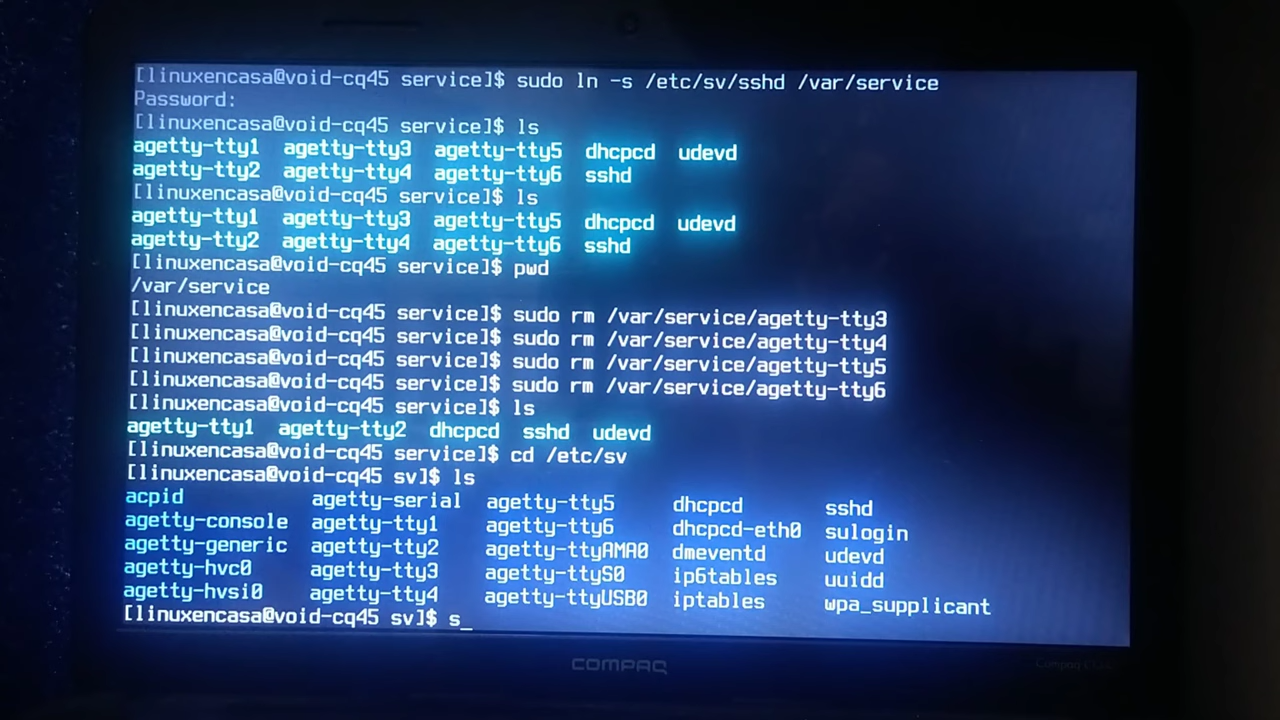 [linuxencasa@void-cq45 service]$ sudo ln -s /etc/sv/sshd /var/service
Password:
[linuxencasa@void-cq45 service]$ ls
agetty-tty1 agetty-tty3 agetty-tty5 dhcpcd udevd
agetty-tty2 agetty-tty4 agetty-tty6 sshd
[linuxencasa@void-cq45 service]$ ls
agetty-tty1 agetty-tty3 agetty-tty5 dhcpcd udevd
agetty-tty2 agetty-tty4 agetty-tty6 sshd
[linuxencasa@void-cq45 service]$ pwd
/var/service
[linuxencasa@void-cq45 service]$ sudo rm /var/service/agetty-tty3
[linuxencasa@void-cq45 service]$ sudo rm /var/service/agetty-tty4
[linuxencasa@void-cq45 service]$ sudo rm /var/service/agetty-tty5
[linuxencasa@void-cq45 service]$ sudo rm /var/service/agetty-tty6
[linuxencasa@void-cq45 service]$ ls
agetty-tty1 agetty-tty2 dhcpcd sshd udevd
[linuxencasa@void-cq45 service]$ cd /etc/sv
[linuxencasa@void-cq45 sv]$ ls
acpid agetty-serial agetty-tty5 dhcpcd sshd
agetty-console agetty-tty1 agetty-tty6 dhcpcd-eth0 sulogin
agetty-generic agetty-tty2 agetty-ttyAMA0 dmeventd udevd
agetty-hvc0 agetty-tty3 agetty-ttyS0 ip6tables uuidd
agetty-hvsi0 agetty-tty4 agetty-ttyUSB0 iptables wpa_supplicant
[linuxencasa@void-cq45 sv]$ s_
COMPAQ
Compaq